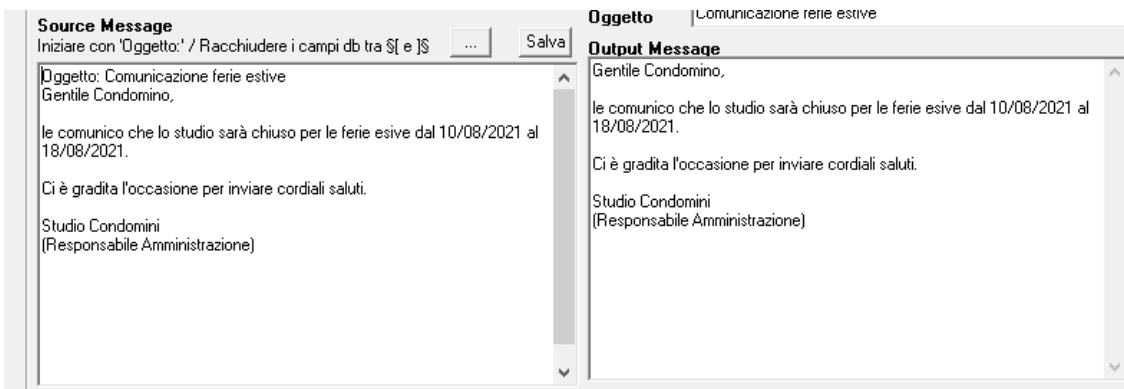 Source Message
Iniziare con 'Oggetto:' / Racchiudere i campi db tra §[ e ]§
...
Salva
Oggetto: Comunicazione ferie estive
Gentile Condomino,
le comunico che lo studio sarà chiuso per le ferie esive dal 10/08/2021 al
18/08/2021.
Ci è gradita l'occasione per inviare cordiali saluti.
Studio Condomini
(Responsabile Amministrazione)
Oggetto
Comunicazione ferie estive
Output Message
Gentile Condomino,
le comunico che lo studio sarà chiuso per le ferie esive dal 10/08/2021 al
18/08/2021.
Ci è gradita l'occasione per inviare cordiali saluti.
Studio Condomini
(Responsabile Amministrazione)